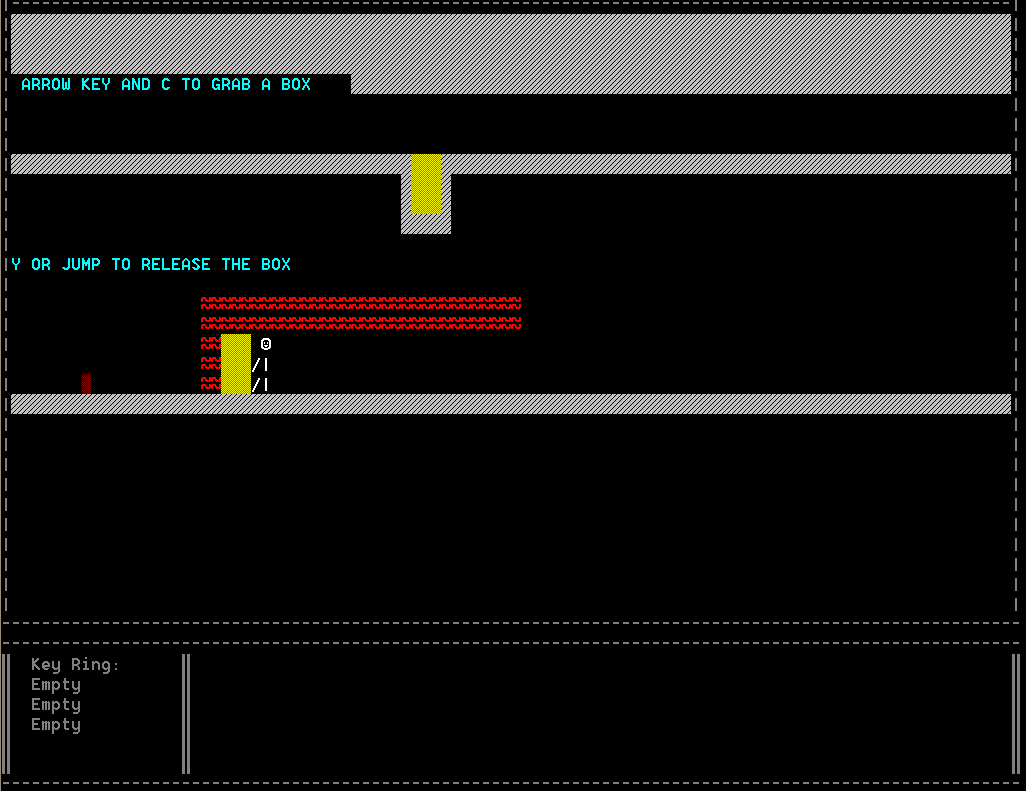 ARROW KEY AND C TO GRAB A BOX
Y OR JUMP TO RELEASE THE BOX
Key Ring:
Empty
Empty
Empty